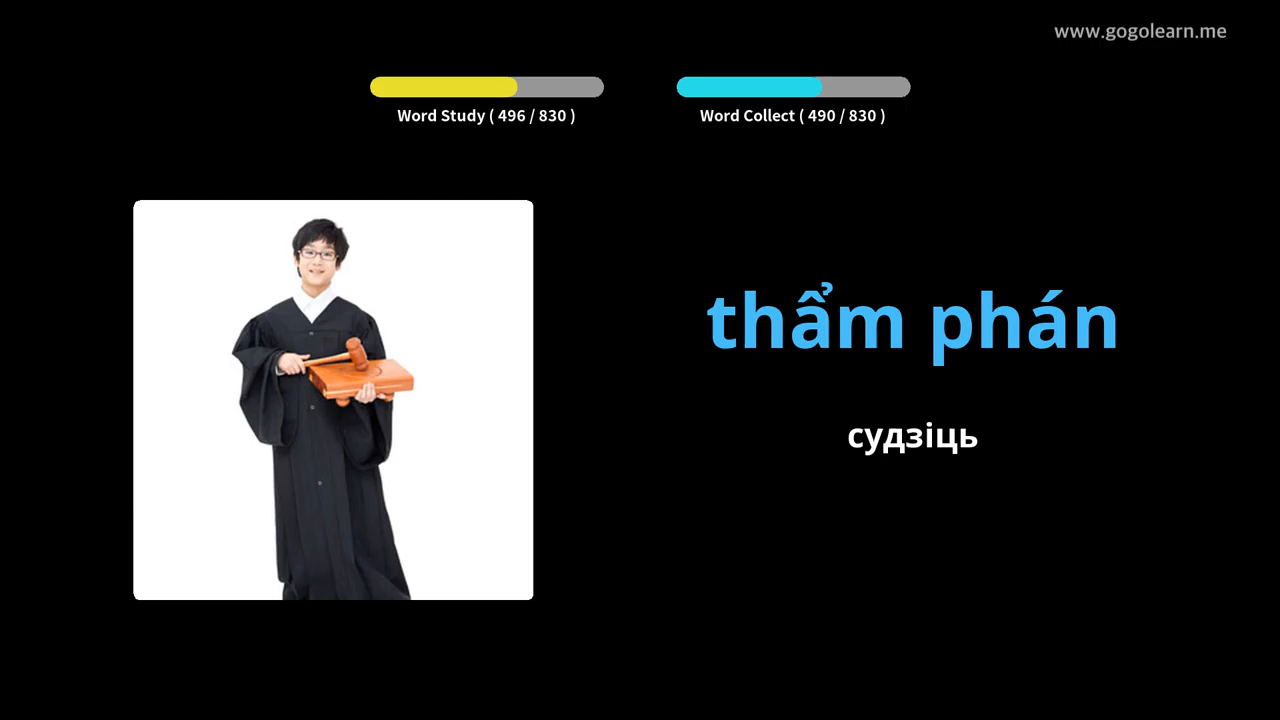 www.gogolearn.me
Word Study ( 496 / 830 )
Word Collect ( 490 / 830 )
thẩm phán
судзіць